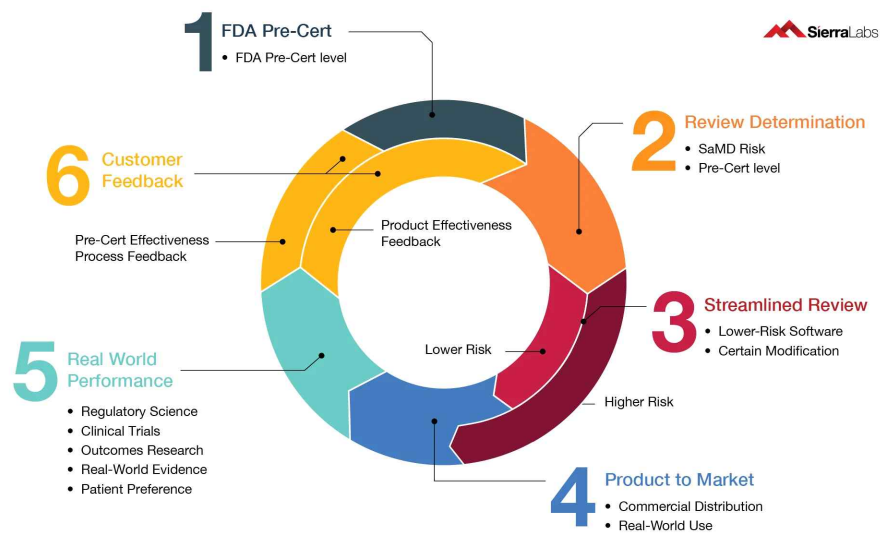 1 FDA Pre-Cert
• FDA Pre-Cert level
SierraLabs
2 Review Determination
• SaMD Risk
• Pre-Cert level
6 Customer
Feedback
Pre-Cert Effectiveness
Process Feedback
Product Effectiveness
Feedback
3 Streamlined Review
• Lower-Risk Software
• Certain Modification
Lower Risk
Higher Risk
5 Real World
Performance
• Regulatory Science
• Clinical Trials
• Outcomes Research
• Real-World Evidence
• Patient Preference
4 Product to Market
• Commercial Distribution
• Real-World Use